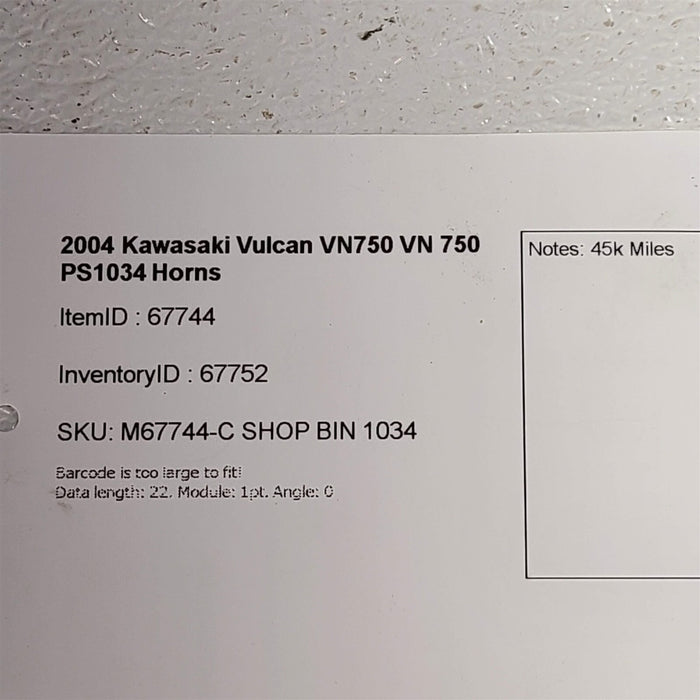 2004 Kawasaki Vulcan VN750 VN 750
PS1034 Horns
Notes: 45k Miles
ItemID : 67744
InventoryID : 67752
SKU: M67744-C SHOP BIN 1034
Barcode is too large to fit!
Data length: 22. Module: 1pt. Angle: 0